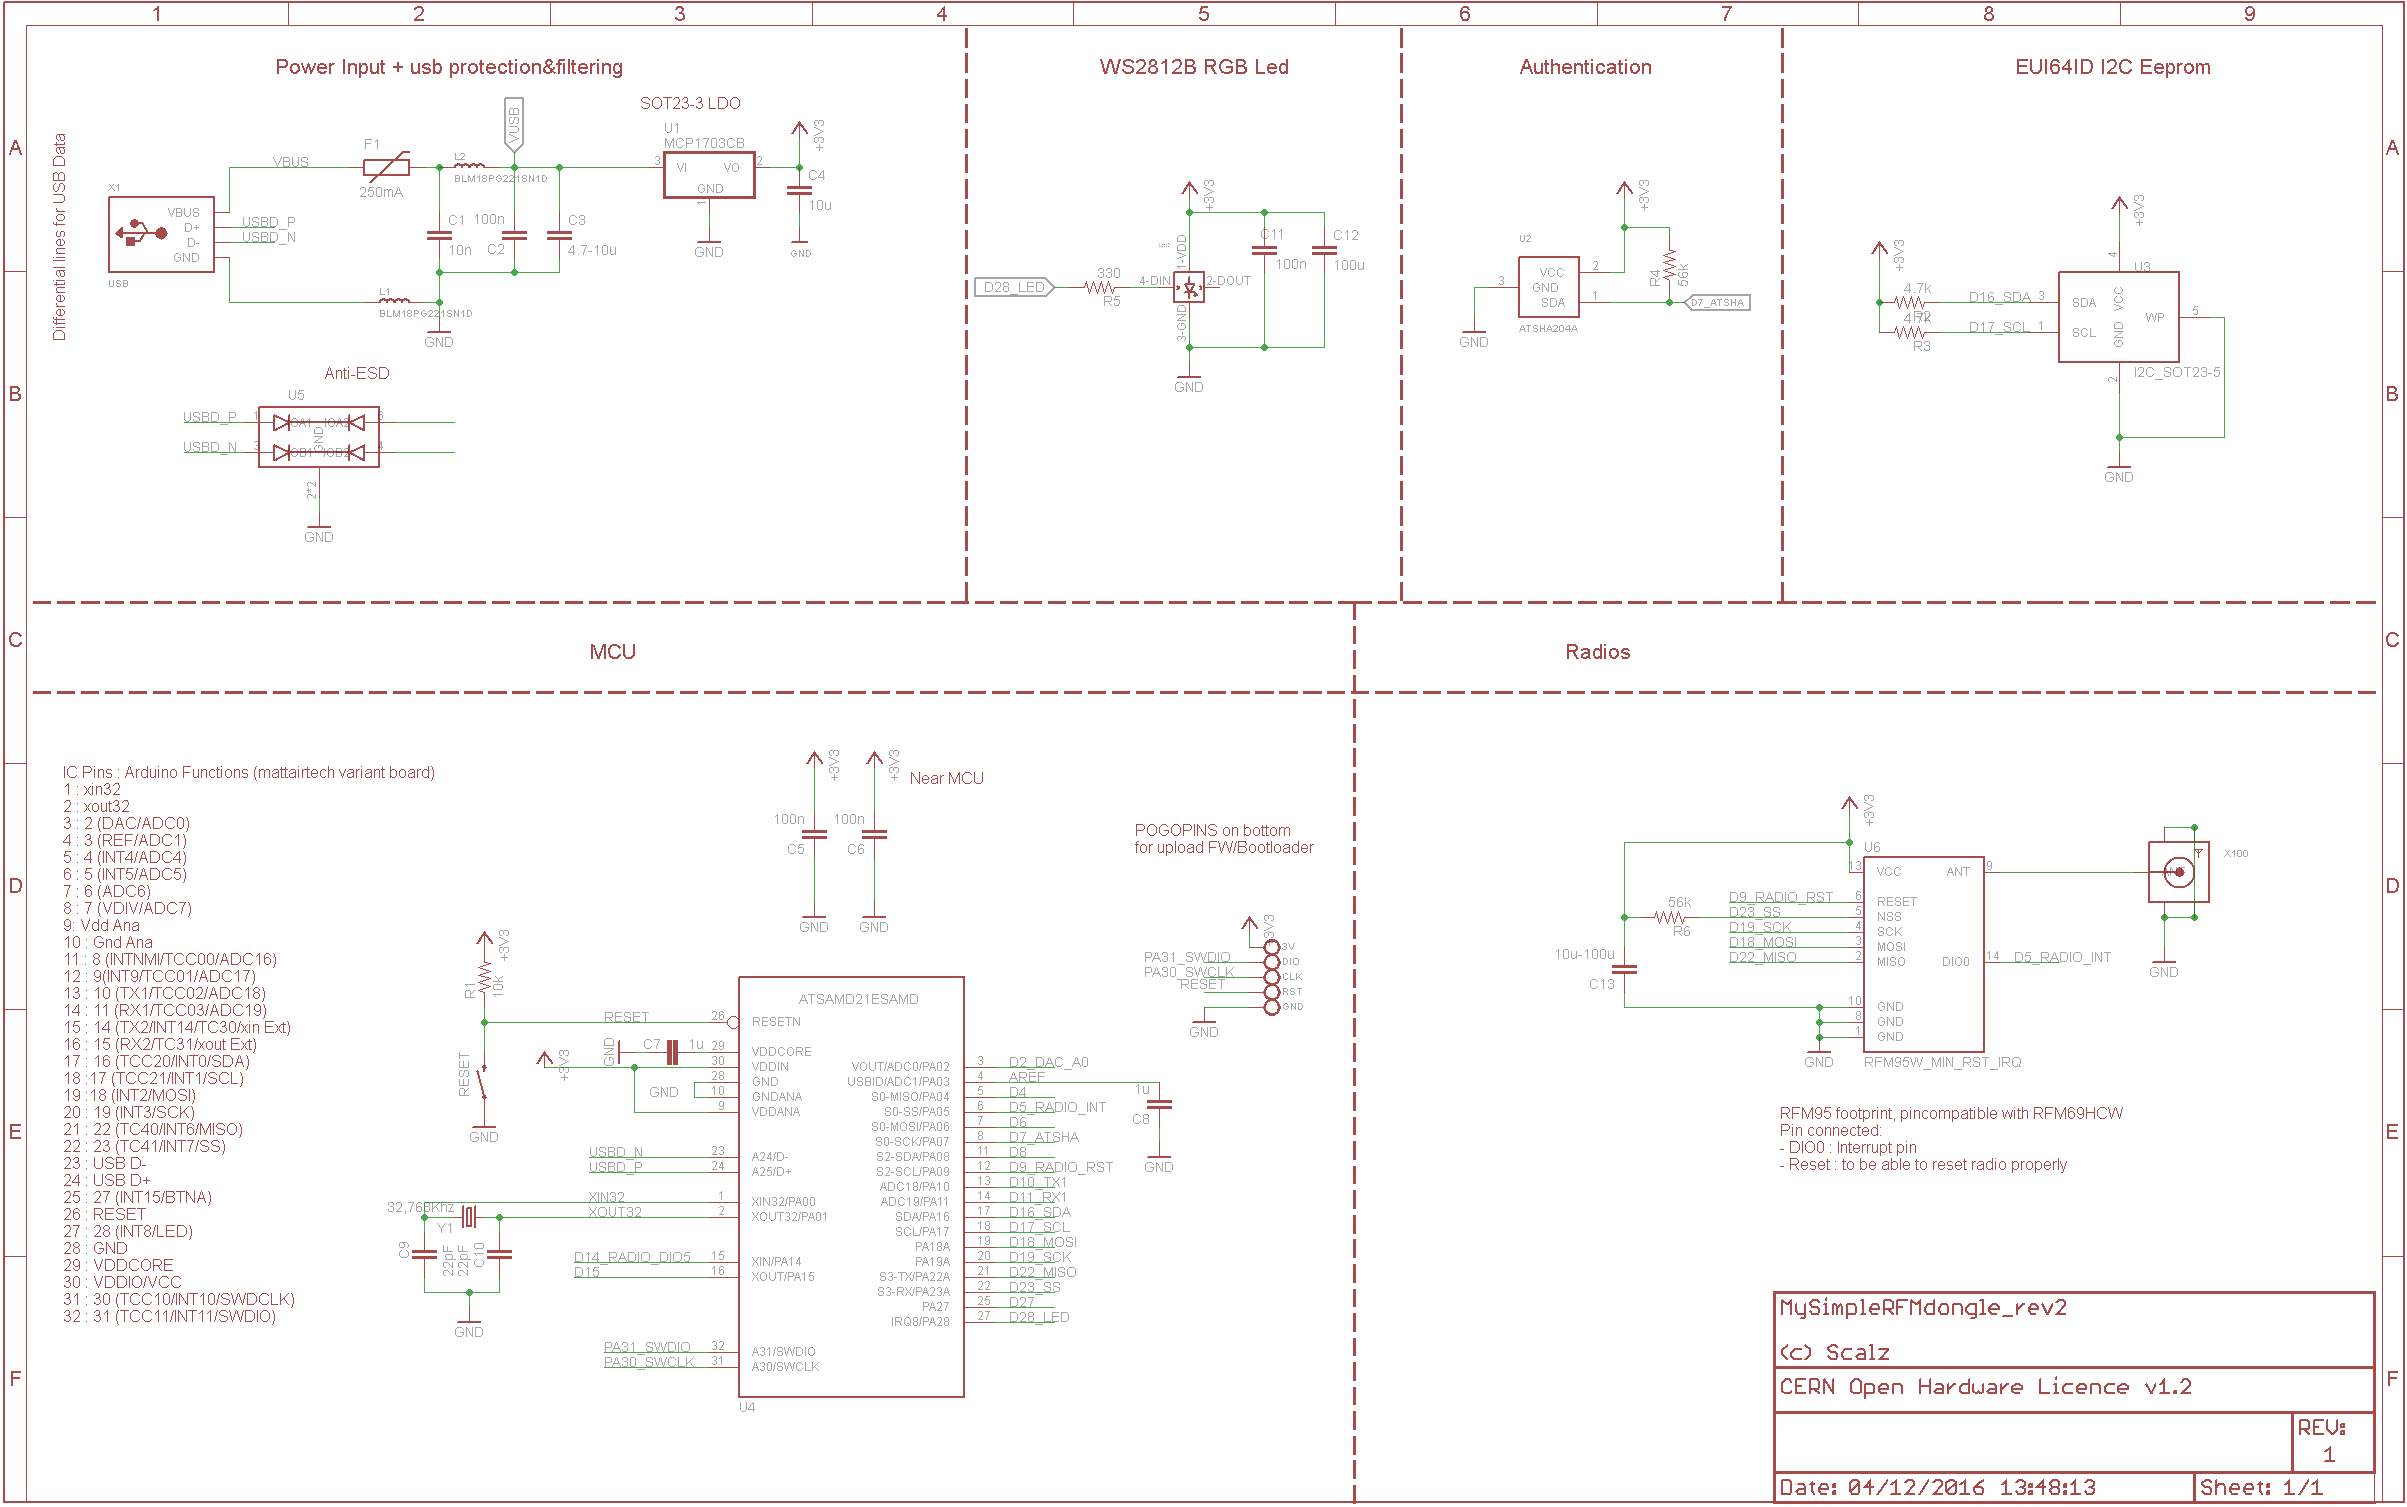 1 2 3 4 5 6 7 8 9
A
B
C
D
E
F
Power Input + usb protection&filtering
Differential lines for USB Data
X1
VBUS
D+
D-
GND
USB
VBUS
USBD_P
USBD_N
F1
250mA
L2
BLM18PG221SN1D
VUSB
C1
10n
100n
C2
C3
4.7-10u
L1
BLM18PG221SN1D
GND
SOT23-3 LDO
U1
MCP1703CB
3 VI VO 2
GND
1
GND
+3V3
C4
10u
GND
Anti-ESD
U5
USBD_P 1 IOA1 IOA2 6
USBD_N 3 IOB1 IOB2 4
GND
2*2
GND
WS2812B RGB Led
+3V3
D28_LED
330
R5
4-DIN
1-VDD
2-DOUT
3-GND
C11
100n
C12
100u
GND
Authentication
+3V3
U2
VCC 2
3 GND
SDA 1
ATSHA204A
R4
56k
D7_ATSHA
GND
EUI64ID I2C Eeprom
+3V3
+3V3
4.7k
R2
4.7k
R3
D16_SDA 3
D17_SCL 1
U3
4
SDA
SCL
GND VCC
WP 5
2
I2C_SOT23-5
GND
MCU
IC Pins : Arduino Functions (mattairtech variant board)
1 : xin32
2 : xout32
3 : 2 (DAC/ADC0)
4 : 3 (REF/ADC1)
5 : 4 (INT4/ADC4)
6 : 5 (INT5/ADC5)
7 : 6 (ADC6)
8 : 7 (VDIV/ADC7)
9: Vdd Ana
10 : Gnd Ana
11 : 8 (INTNMI/TCC00/ADC16)
12 : 9(INT9/TCC01/ADC17)
13 : 10 (TX1/TCC02/ADC18)
14 : 11 (RX1/TCC03/ADC19)
15 : 14 (TX2/INT14/TC30/xin Ext)
16 : 15 (RX2/TC31/xout Ext)
17 : 16 (TCC20/INT0/SDA)
18 :17 (TCC21/INT1/SCL)
19 :18 (INT2/MOSI)
20 : 19 (INT3/SCK)
21 : 22 (TC40/INT6/MISO)
22 : 23 (TC41/INT7/SS)
23 : USB D-
24 : USB D+
25 : 27 (INT15/BTNA)
26 : RESET
27 : 28 (INT8/LED)
28 : GND
29 : VDDCORE
30 : VDDIO/VCC
31 : 30 (TCC10/INT10/SWDCLK)
32 : 31 (TCC11/INT11/SWDIO)
+3V3
+3V3
Near MCU
100n
C5
100n
C6
GND
GND
POGOPINS on bottom
for upload FW/Bootloader
+3V3
3V
PA31_SWDIO DIO
PA30_SWCLK CLK
RESET RST
GND
GND
+3V3
R1
10K
RESET
GND
+3V3
GND
C7
1u
GND
ATSAMD21ESAMD
RESET 26 RESETN
29 VDDCORE
30 VDDIN
28 GND
10 GNDANA
9 VDDANA
USBD_N 23 A24/D-
USBD_P 24 A25/D+
XIN32 1 XIN32/PA00
XOUT32 2 XOUT32/PA01
D14_RADIO_DIO5 15 XIN/PA14
D15 16 XOUT/PA15
PA31_SWDIO 32 A31/SWDIO
PA30_SWCLK 31 A30/SWCLK
VOUT/ADC0/PA02 3 D2_DAC_A0
USBID/ADC1/PA03 4 AREF
S0-MISO/PA04 5 D4
S0-SS/PA05 6 D5_RADIO_INT
S0-MOSI/PA06 7 D6
S0-SCK/PA07 8 D7_ATSHA
S2-SDA/PA08 11 D8
S2-SCL/PA09 12 D9_RADIO_RST
ADC18/PA10 13 D10_TX1
ADC19/PA11 14 D11_RX1
SDA/PA16 17 D16_SDA
SCL/PA17 18 D17_SCL
PA18A 19 D18_MOSI
PA19A 20 D19_SCK
S3-TX/PA22A 21 D22_MISO
S3-RX/PA23A 22 D23_SS
PA27 25 D27
IRQ8/PA28 27 D28_LED
U4
1u
C8
GND
32,768Khz
Y1
C9
22pF
22pF
C10
GND
Radios
+3V3
U6
13 VCC
ANT 9
D9_RADIO_RST 6 RESET
D23_SS 5 NSS
D19_SCK 4 SCK
D18_MOSI 3 MOSI
D22_MISO 2 MISO
DIO0 14 D5_RADIO_INT
10 GND
8 GND
1 GND
GND
RFM95W_MIN_RST_IRQ
56k
R6
10u-100u
C13
X100
GND
RFM95 footprint, pincompatible with RFM69HCW
Pin connected:
- DIO0 : Interrupt pin
- Reset : to be able to reset radio properly
MySimpleRFMdongle_rev2
(c) Scalz
CERN Open Hardware Licence v1.2
REV:
1
Date: 04/12/2016 13:48:13
Sheet: 1/1
1 2 3 4 5 6 7 8 9